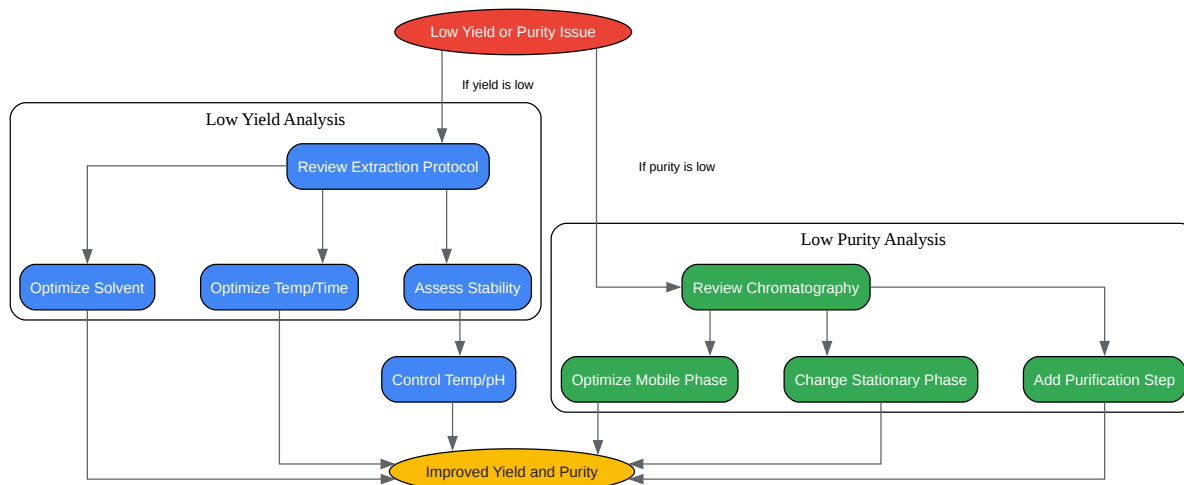 Low Yield or Purity Issue
If yield is low
Low Yield Analysis
Review Extraction Protocol
If purity is low
Low Purity Analysis
Optimize Solvent
Optimize Temp/Time
Assess Stability
Review Chromatography
Control Temp/pH
Optimize Mobile Phase
Change Stationary Phase
Add Purification Step
Improved Yield and Purity